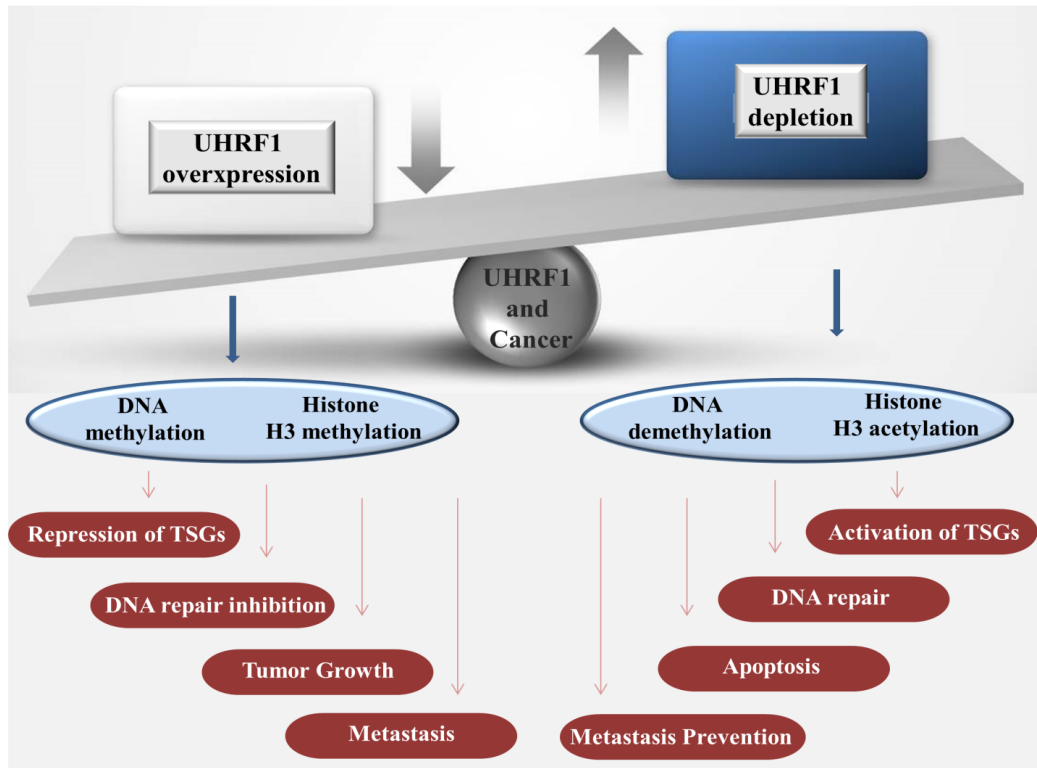 UHRF1
overxpression
UHRF1
depletion
UHRF1
and
Cancer
DNA
methylation
Histone
H3 methylation
DNA
demethylation
Histone
H3 acetylation
Repression of TSGs
Activation of TSGs
DNA repair inhibition
DNA repair
Tumor Growth
Apoptosis
Metastasis
Metastasis Prevention